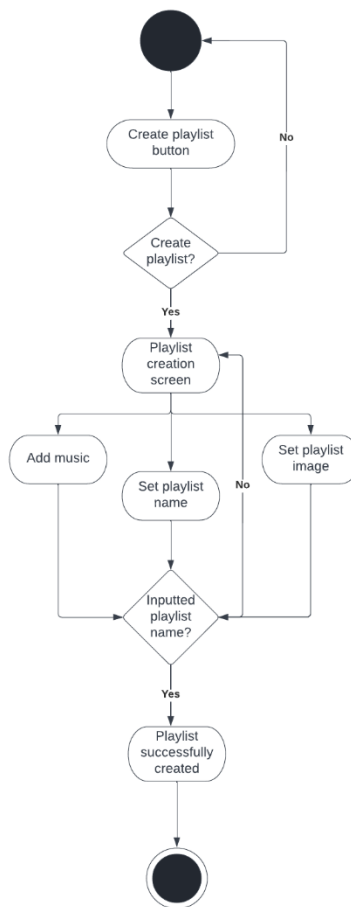 Create playlist
button
No
Create
playlist?
Yes
Playlist
creation
screen
Add music
Set playlist
name
Set playlist
image
No
Inputted
playlist
name?
Yes
Playlist
successfully
created